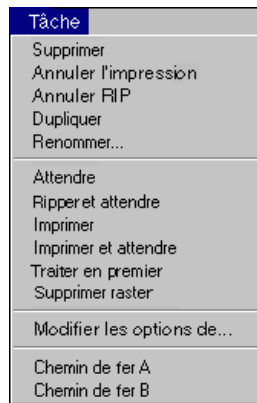 Tâche
Supprimer
Annuler l'impression
Annuler RIP
Dupliquer
Renommer...
Attendre
Ripper et attendre
Imprimer
Imprimer et attendre
Traiter en premier
Supprimer raster
Modifier les options de...
Chemin de fer A
Chemin de fer B